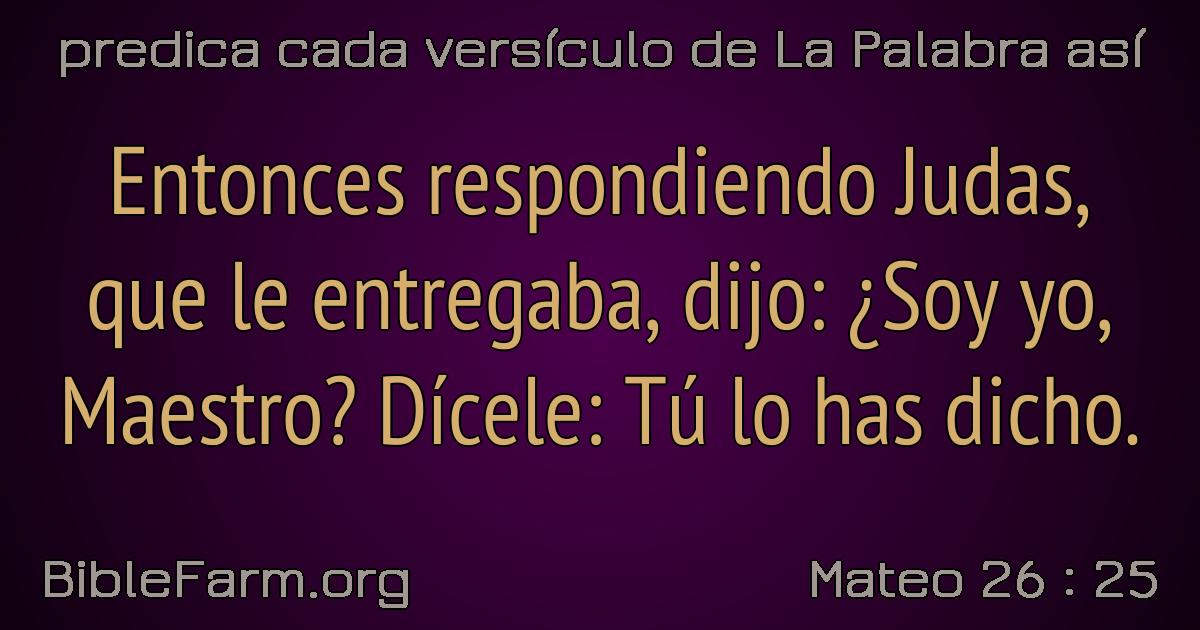 predica cada versículo de La Palabra así
Entonces respondiendo Judas,
que le entregaba, dijo: ¿Soy yo,
Maestro? Dícele: Tú lo has dicho.
BibleFarm.org
Mateo 26 : 25